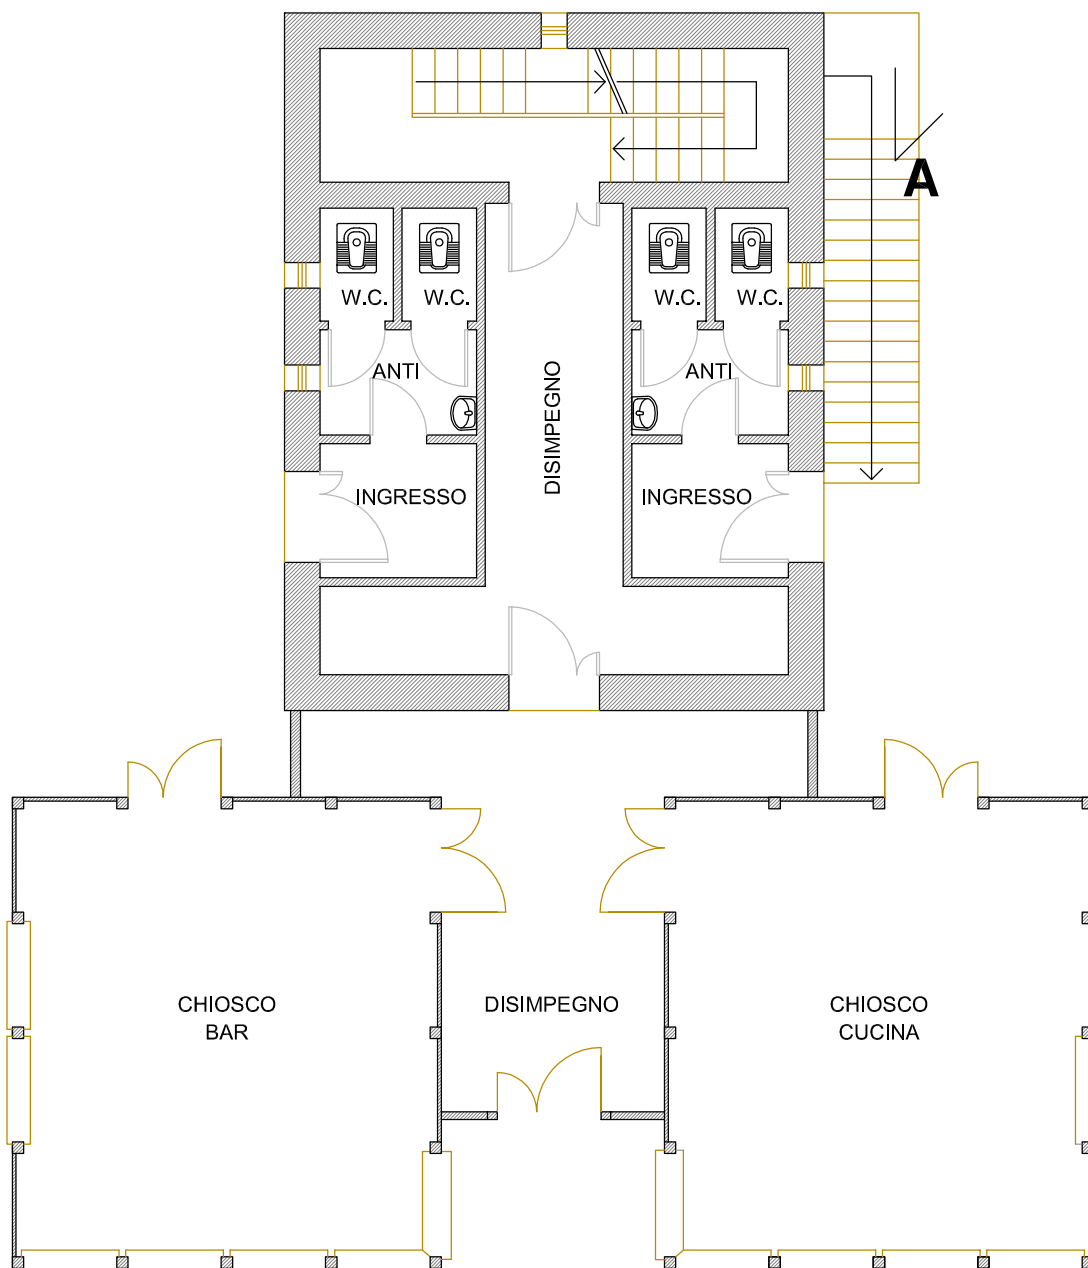 A
W.C.
W.C.
W.C.
W.C.
ANTI
ANTI
DISIMPEGNO
INGRESSO
INGRESSO
CHIOSCO
BAR
DISIMPEGNO
CHIOSCO
CUCINA